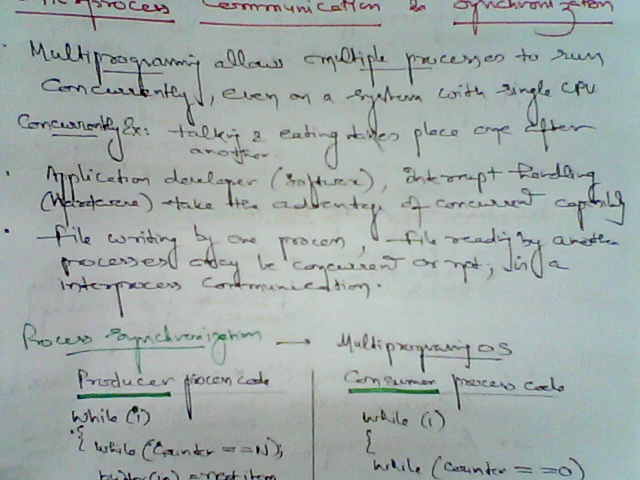 Interprocess Communication & Synchronization
. Multiprograming allows multiple processes to run
Concurrently, even on a system with single CPU
Concurrently Ex: talking & eating takes place one after
another.
. Application developer (Software), Interrupt handling
(Hardware) take the advantage of concurrent capability
. File writing by one process, file reading by another
processes may be concurrent or not, is a
interprocess communication.
Process Synchronization → Multiprograming OS
Producer process code
Consumer process code
while (1)
while (1)
{ while (Counter == N);
{
while (Counter == 0)